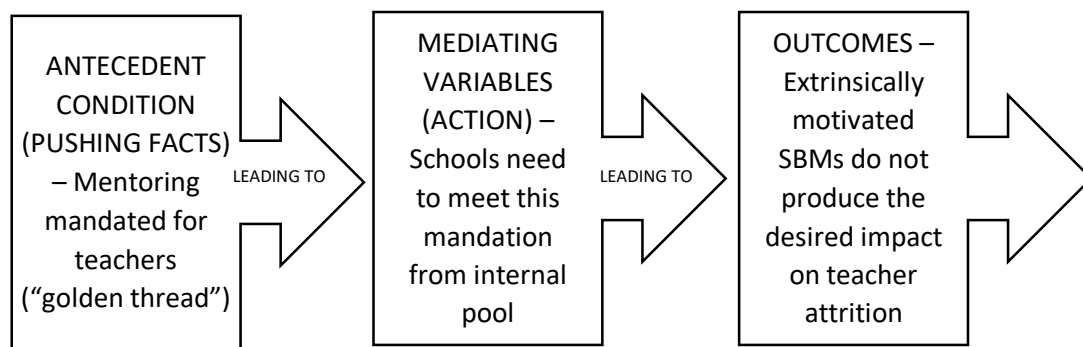 ANTECEDENT
CONDITION
(PUSHING FACTS)
– Mentoring
mandated for
teachers
(“golden thread”)
LEADING TO
MEDIATING
VARIABLES
(ACTION) –
Schools need
to meet this
mandation
from internal
pool
LEADING TO
OUTCOMES –
Extrinsically
motivated
SBMs do not
produce the
desired impact
on teacher
attrition